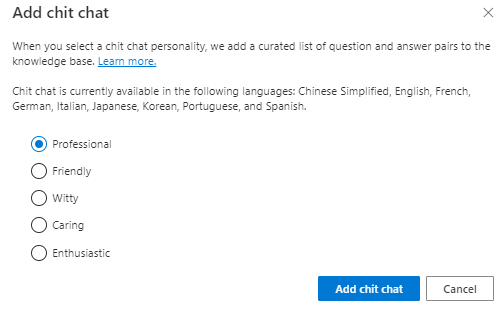 Add chit chat
When you select a chit chat personality, we add a curated list of question and answer pairs to the
knowledge base. Learn more.
Chit chat is currently available in the following languages: Chinese Simplified, English, French,
German, Italian, Japanese, Korean, Portuguese, and Spanish.
Professional
Friendly
Witty
Caring
Enthusiastic
Add chit chat Cancel